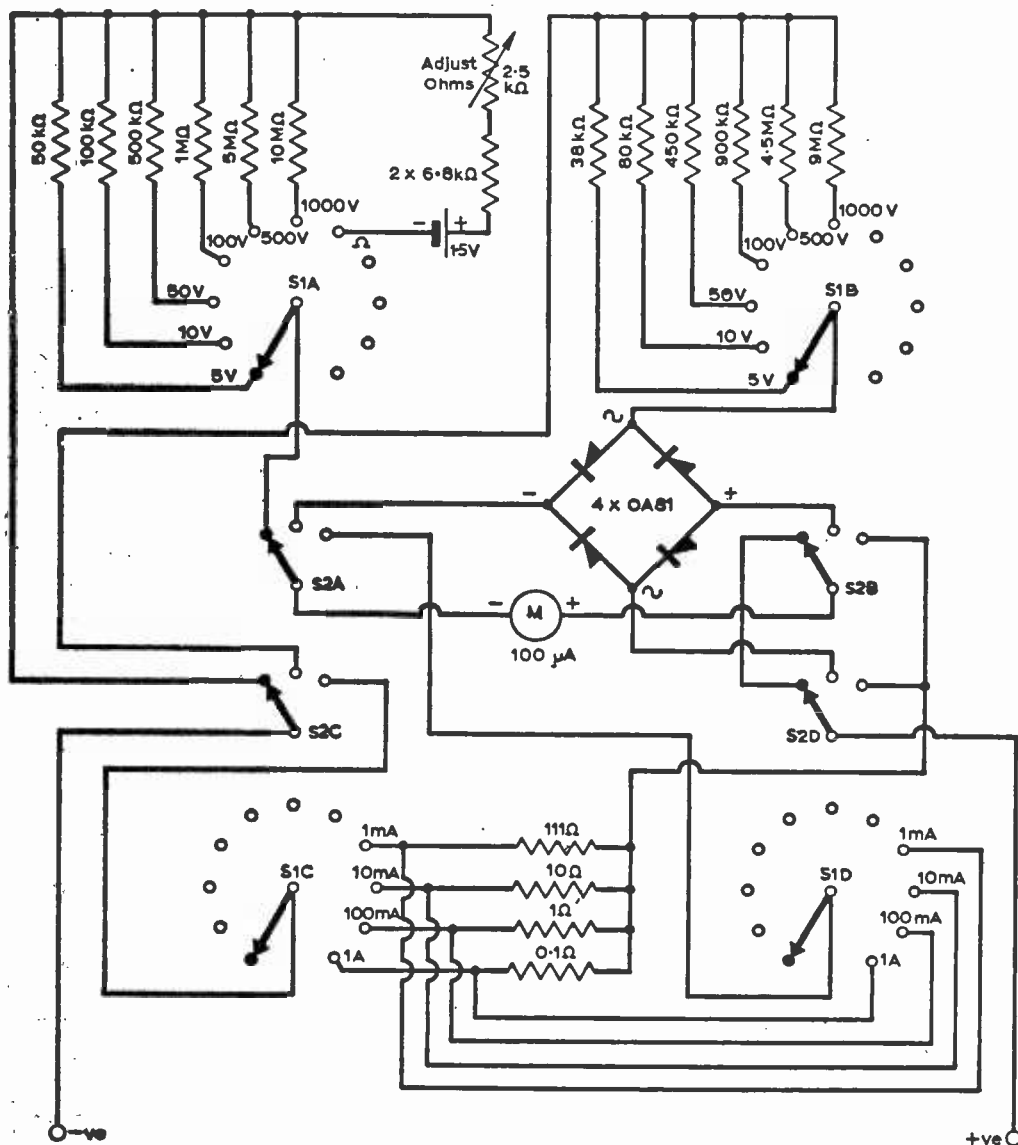 Adjust
Ohms
2·5
kΩ
50kΩ
100kΩ
500kΩ
1MΩ
5MΩ
10MΩ
2 x 6·8kΩ
38kΩ
80kΩ
450kΩ
900kΩ
4·5MΩ
9MΩ
1000V
500V
100V
Ω
-
+
1·5V
1000V
500V
100V
50V
S1A
10V
5V
50V
S1B
10V
5V
~
-
4 x OA81
+
~
S2A
S2B
-
M
+
100 µA
S2C
S2D
1mA
111Ω
1mA
S1C
10mA
10Ω
S1D
10mA
100mA
1Ω
100mA
1A
0·1Ω
1A
-ve
+ve